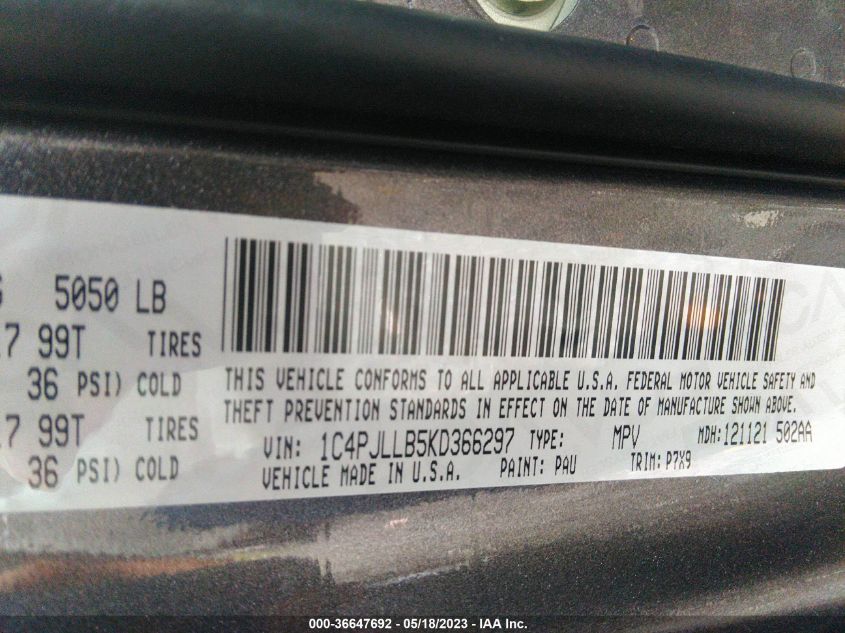 G 5050 LB
17 99T TIRES
36 PSI) COLD
17 99T
36 PSI) COLD
THIS VEHICLE CONFORMS TO ALL APPLICABLE U.S.A. FEDERAL MOTOR VEHICLE SAFETY AND
THEFT PREVENTION STANDARDS IN EFFECT ON THE DATE OF MANUFACTURE SHOWN ABOVE.
VIN: 1C4PJLLB5KD366297 TYPE: MPV MDH:121121 502AA
VEHICLE MADE IN U.S.A. PAINT: PAU TRIM: P7X9
000-36647692 - 05/18/2023 - IAA Inc.